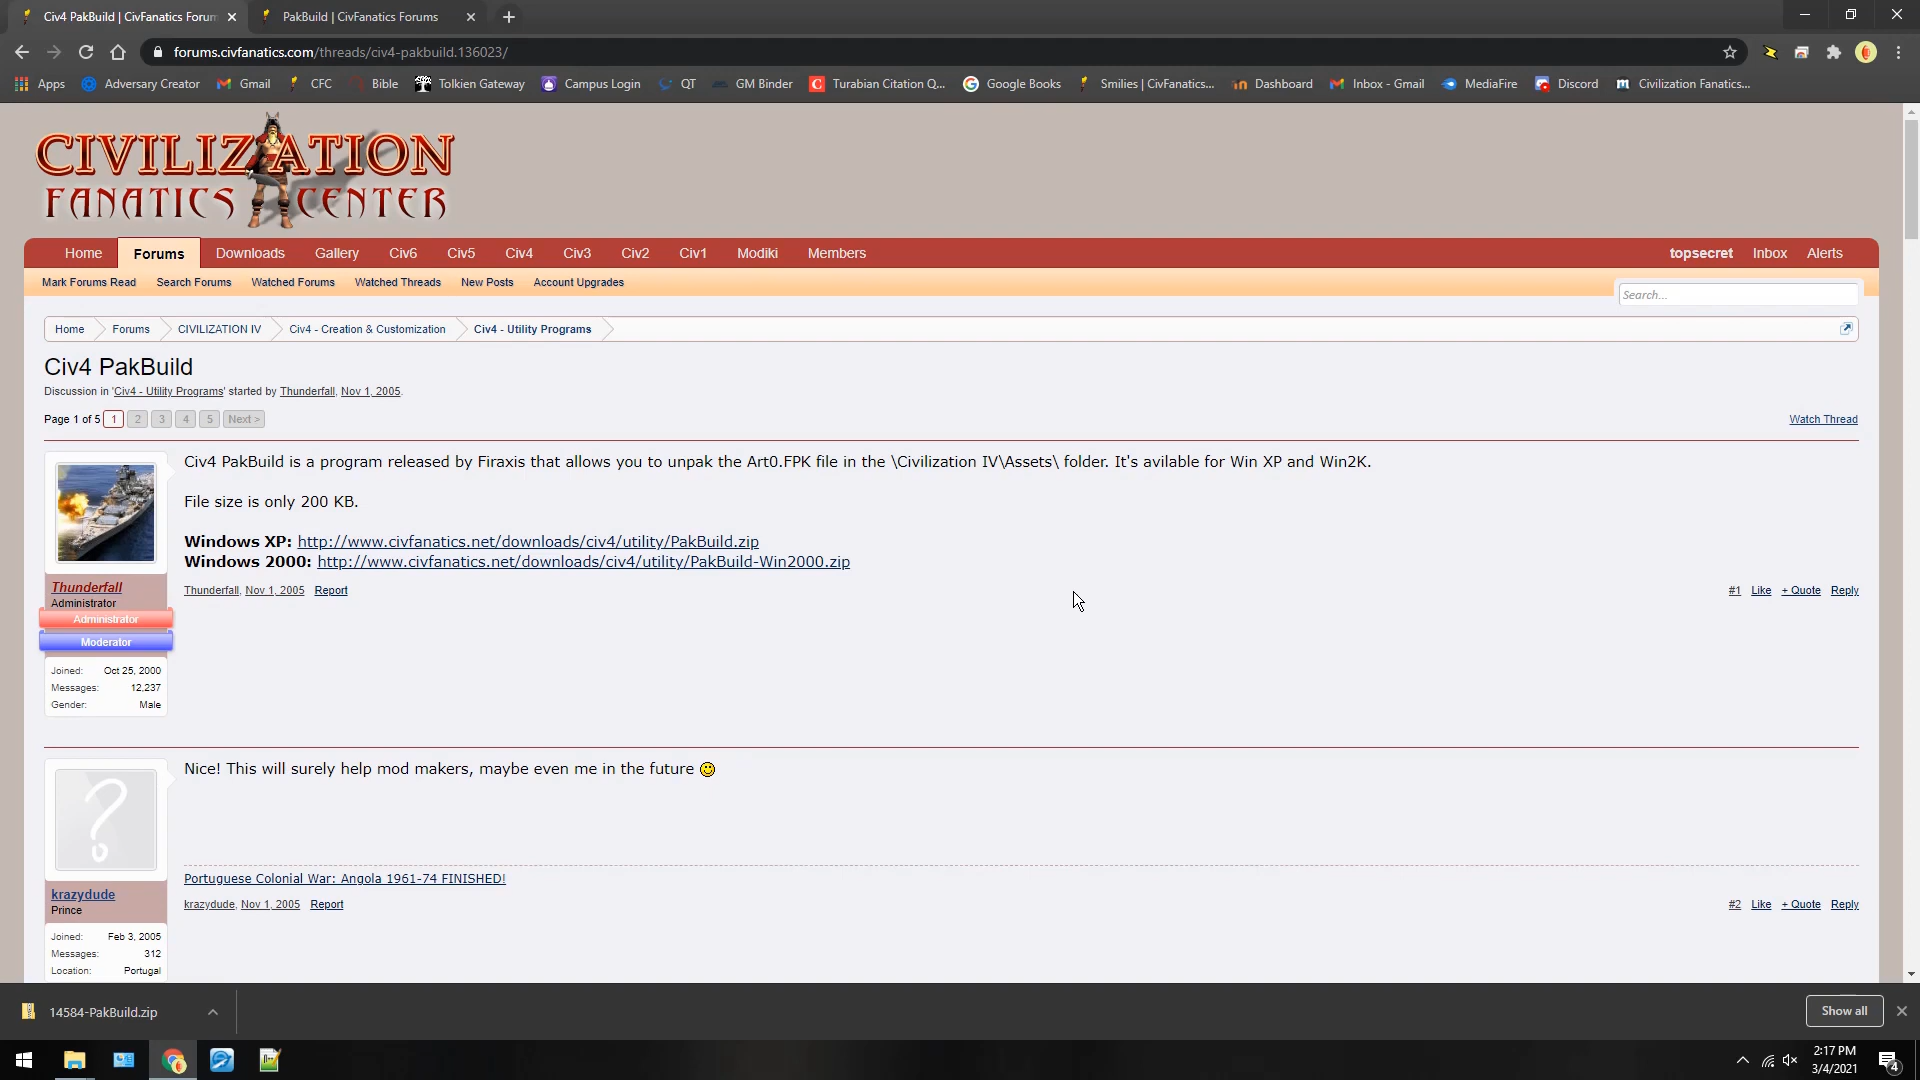 Civ4 PakBuild | CivFanatics Forum
PakBuild | CivFanatics Forums
forums.civfanatics.com/threads/civ4-pakbuild.136023/
Apps
Adversary Creator
Gmail
CFC
Bible
Tolkien Gateway
Campus Login
QT
GM Binder
Turabian Citation Q...
Google Books
Smilies | CivFanatics...
Dashboard
Inbox - Gmail
MediaFire
Discord
Civilization Fanatics...
CIVILIZATION
FANATICS CENTER
Home
Forums
Downloads
Gallery
Civ6
Civ5
Civ4
Civ3
Civ2
Civ1
Modiki
Members
topsecret
Inbox
Alerts
Mark Forums Read
Search Forums
Watched Forums
Watched Threads
New Posts
Account Upgrades
Search...
Home
Forums
CIVILIZATION IV
Civ4 - Creation & Customization
Civ4 - Utility Programs
Civ4 PakBuild
Discussion in 'Civ4 - Utility Programs' started by Thunderfall, Nov 1, 2005.
Page 1 of 5 1 2 3 4 5 Next >
Watch Thread
Civ4 PakBuild is a program released by Firaxis that allows you to unpak the Art0.FPK file in the \Civilization IV\Assets\ folder. It's avilable for Win XP and Win2K.
File size is only 200 KB.
Windows XP: http://www.civfanatics.net/downloads/civ4/utility/PakBuild.zip
Windows 2000: http://www.civfanatics.net/downloads/civ4/utility/PakBuild-Win2000.zip
Thunderfall, Nov 1, 2005 Report
#1 Like + Quote Reply
Thunderfall
Administrator
Administrator
Moderator
Joined: Oct 25, 2000
Messages: 12,237
Gender: Male
Nice! This will surely help mod makers, maybe even me in the future
Portuguese Colonial War: Angola 1961-74 FINISHED!
krazydude, Nov 1, 2005 Report
#2 Like + Quote Reply
krazydude
Prince
Joined: Feb 3, 2005
Messages: 312
Location: Portugal
14584-PakBuild.zip
Show all
2:17 PM
3/4/2021
4